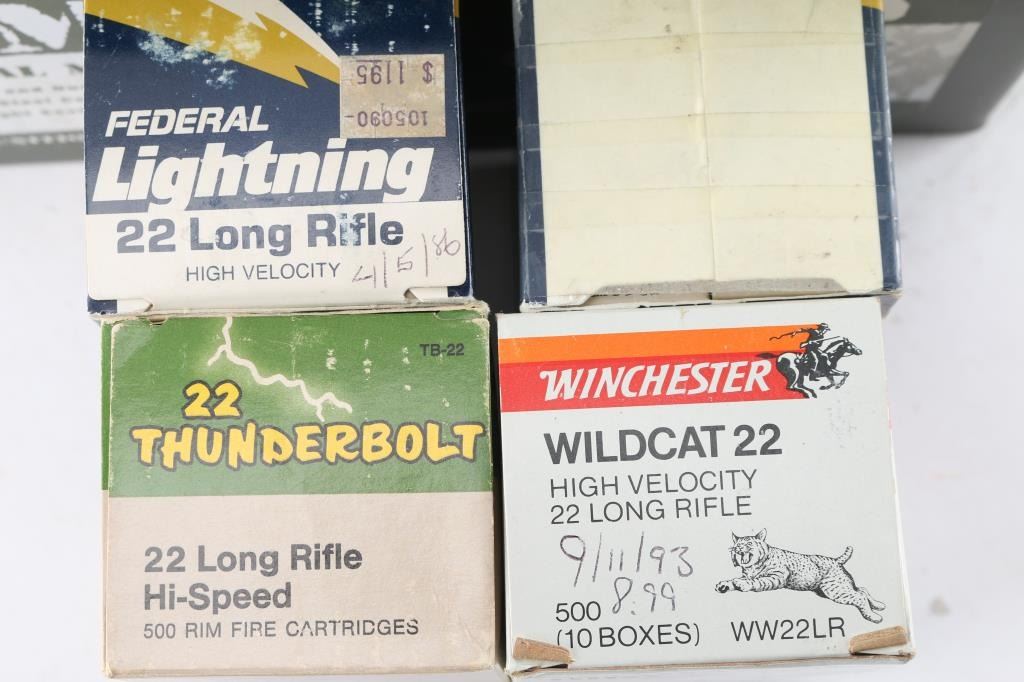 $ 1195
105090-
FEDERAL
Lightning
22 Long Rifle
HIGH VELOCITY
4/5/86
TB-22
22
THUNDERBOLT
22 Long Rifle
Hi-Speed
500 RIM FIRE CARTRIDGES
WINCHESTER
WILDCAT 22
HIGH VELOCITY
22 LONG RIFLE
9/11/93
8.99
500
(10 BOXES)
WW22LR